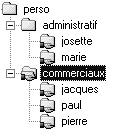 perso
administratif
josette
marie
commerciaux
jacques
paul
pierre